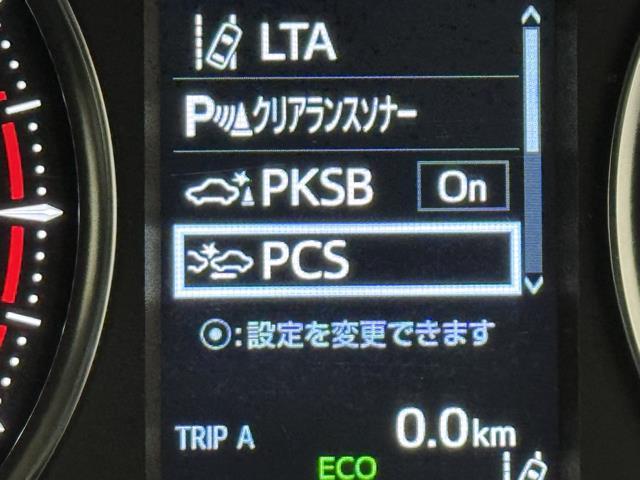 LTA
P クリアランスソナー
PKSB On
PCS
◎:設定を変更できます
TRIP A 0.0km
ECO